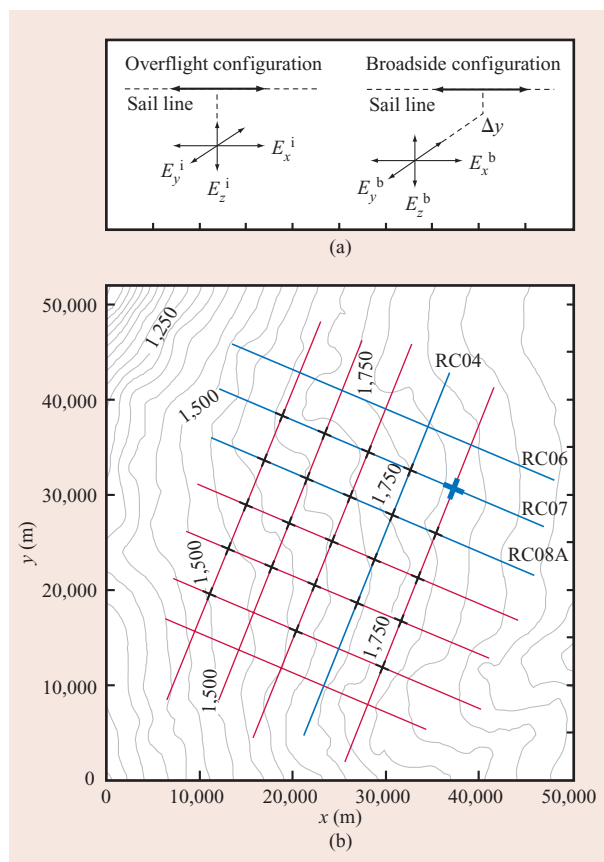 Overflight configuration
Broadside configuration
Sail line
Sail line
Δy
E_x^i
E_y^i
E_z^i
E_x^b
E_y^b
E_z^b
(a)
50,000
40,000
30,000
20,000
10,000
0
y (m)
1,250
1,500
1,750
RC04
RC06
1,750
RC07
RC08A
1,500
1,500
1,750
0
10,000
20,000
30,000
40,000
50,000
x (m)
(b)